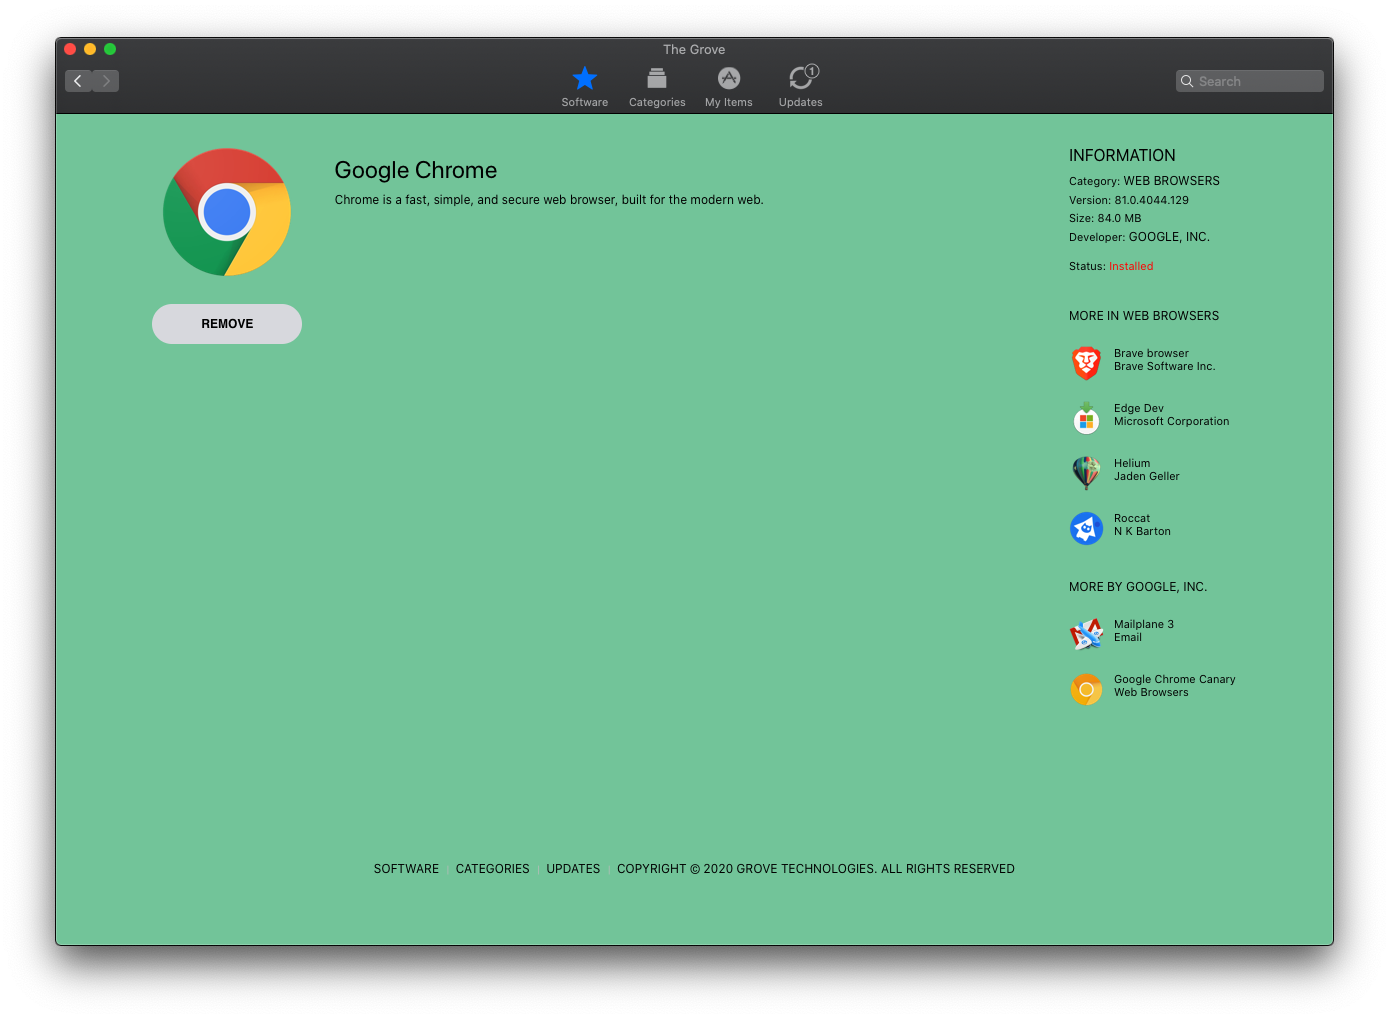 The Grove
1
Software
Categories
My Items
Updates
Search
Google Chrome
Chrome is a fast, simple, and secure web browser, built for the modern web.
REMOVE
INFORMATION
Category: WEB BROWSERS
Version: 81.0.4044.129
Size: 84.0 MB
Developer: GOOGLE, INC.
Status: Installed
MORE IN WEB BROWSERS
Brave browser
Brave Software Inc.
Edge Dev
Microsoft Corporation
Helium
Jaden Geller
Roccat
N K Barton
MORE BY GOOGLE, INC.
Mailplane 3
Email
Google Chrome Canary
Web Browsers
SOFTWARE | CATEGORIES | UPDATES | COPYRIGHT © 2020 GROVE TECHNOLOGIES. ALL RIGHTS RESERVED